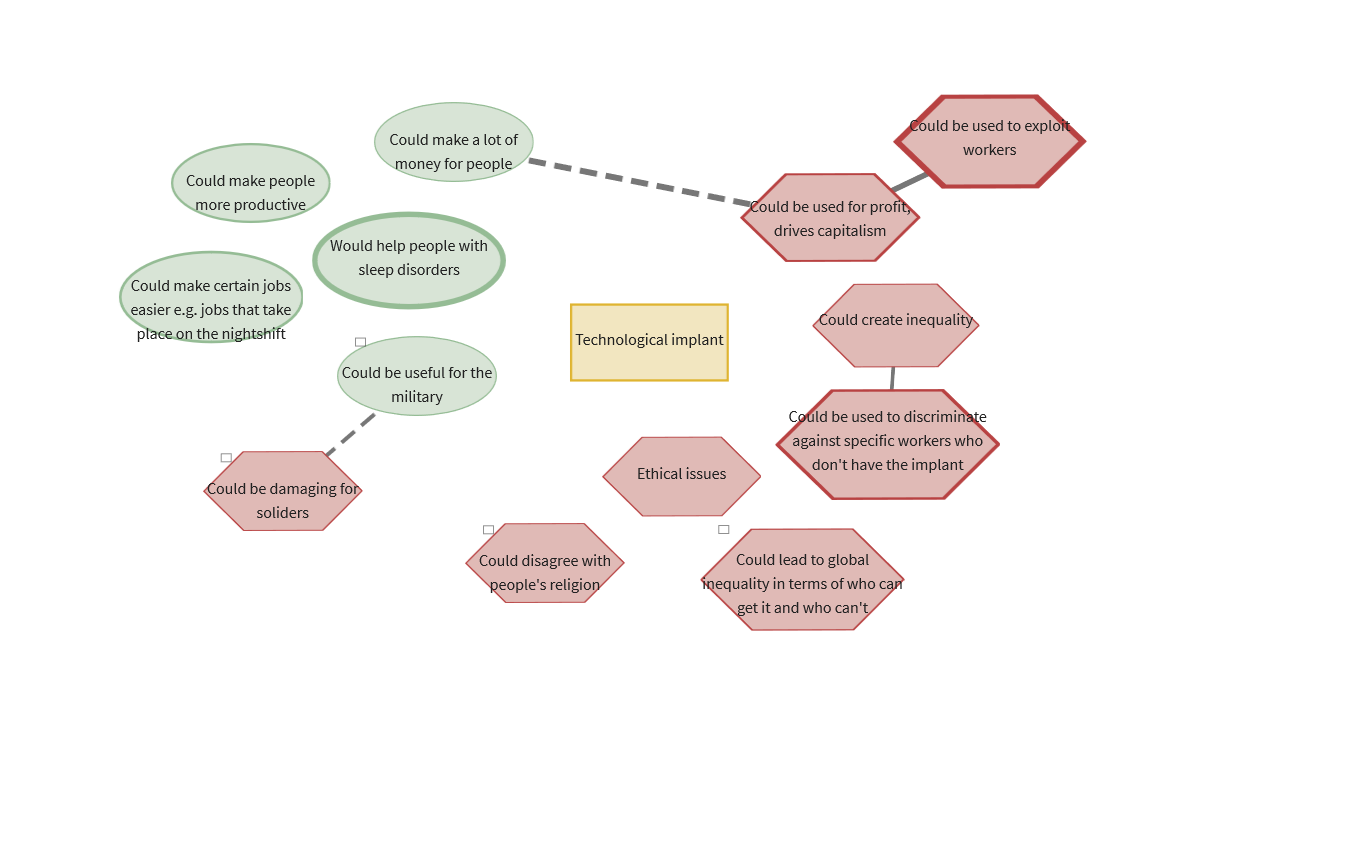 Could make a lot of
money for people
Could be used to exploit
workers
Could make people
more productive
Could be used for profit,
drives capitalism
Would help people with
sleep disorders
Could make certain jobs
easier e.g. jobs that take
place on the nightshift
Technological implant
Could create inequality
Could be useful for the
military
Could be used to discriminate
against specific workers who
don't have the implant
Ethical issues
Could be damaging for
soliders
Could disagree with
people's religion
Could lead to global
inequality in terms of who can
get it and who can't